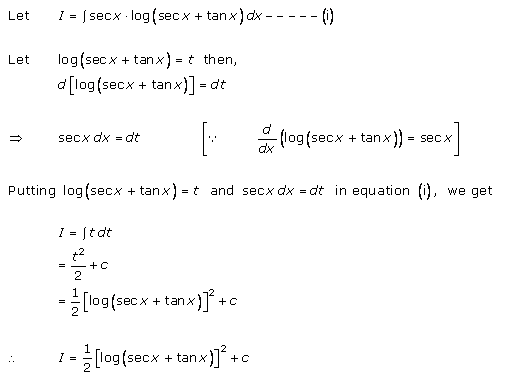 Let I = ∫ sec x · log(sec x + tan x) dx – – – – – (i)
Let log(sec x + tan x) = t then,
d[log(sec x + tan x)] = dt
⇒ sec x dx = dt [∵ d/dx (log(sec x + tan x)) = sec x]
Putting log(sec x + tan x) = t and sec x dx = dt in equation (i), we get
I = ∫ t dt
= t²/2 + c
= 1/2 [log(sec x + tan x)]² + c
∴ I = 1/2 [log(sec x + tan x)]² + c